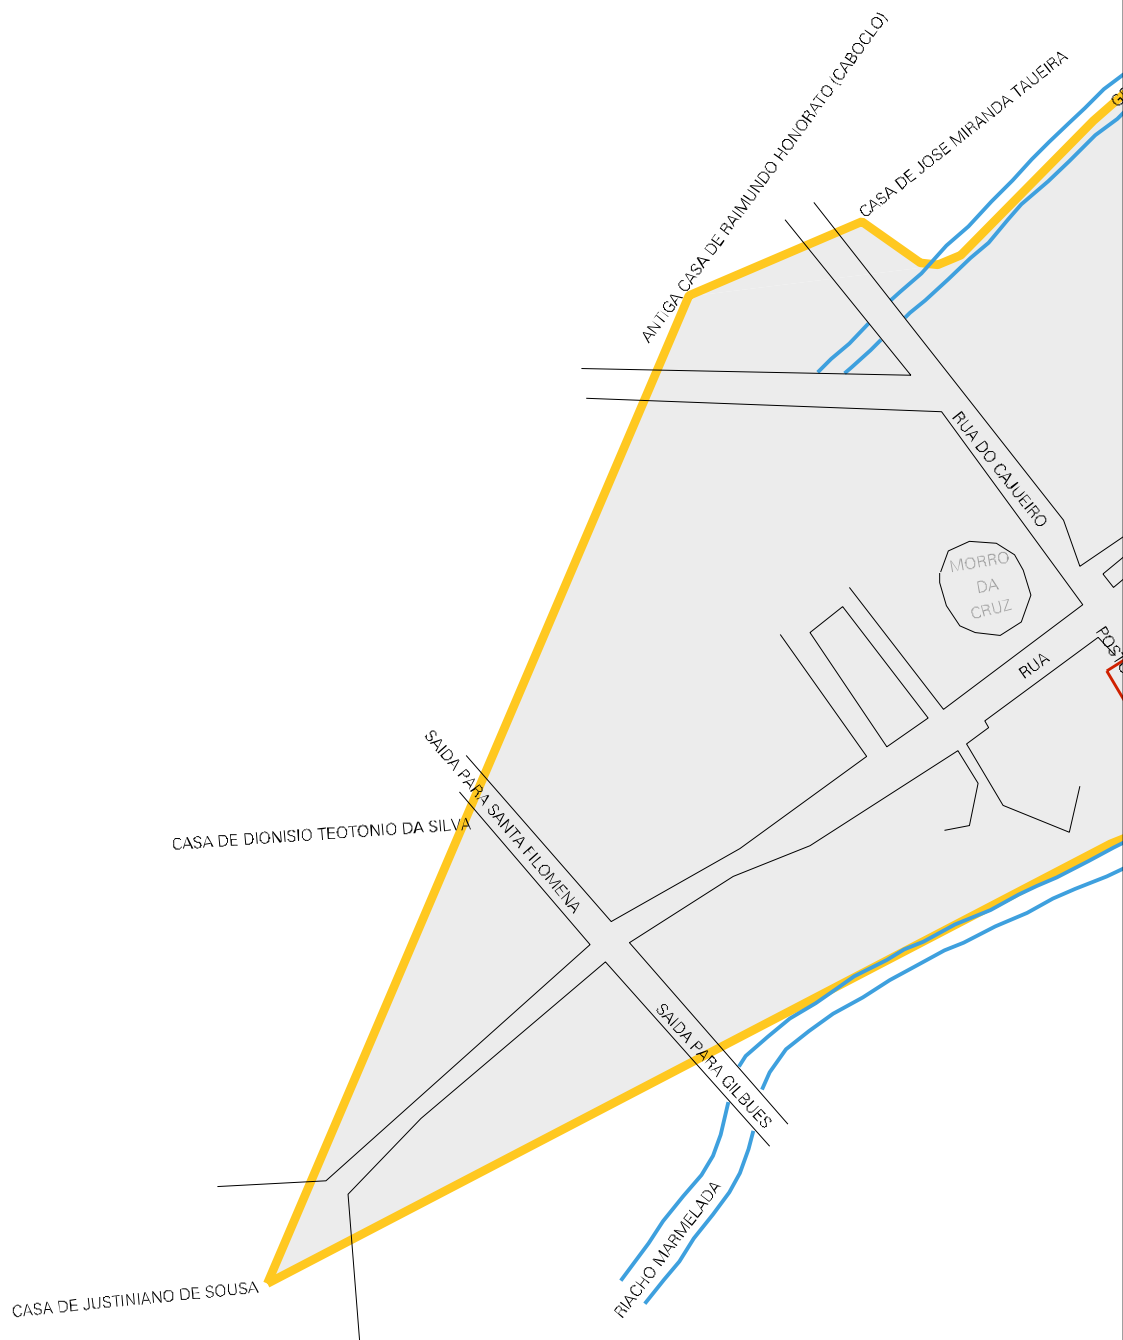 ANTIGA CASA DE RAIMUNDO HONORATO (CABOCLO)
CASA DE JOSE MIRANDA TAUEIRA
RUA DO CAJUEIRO
MORRO
DA
CRUZ
RUA
SAIDA PARA SANTA FILOMENA
CASA DE DIONISIO TEOTONIO DA SILVA
SAIDA PARA GILBUES
RIACHO MARMELADA
CASA DE JUSTINIANO DE SOUSA